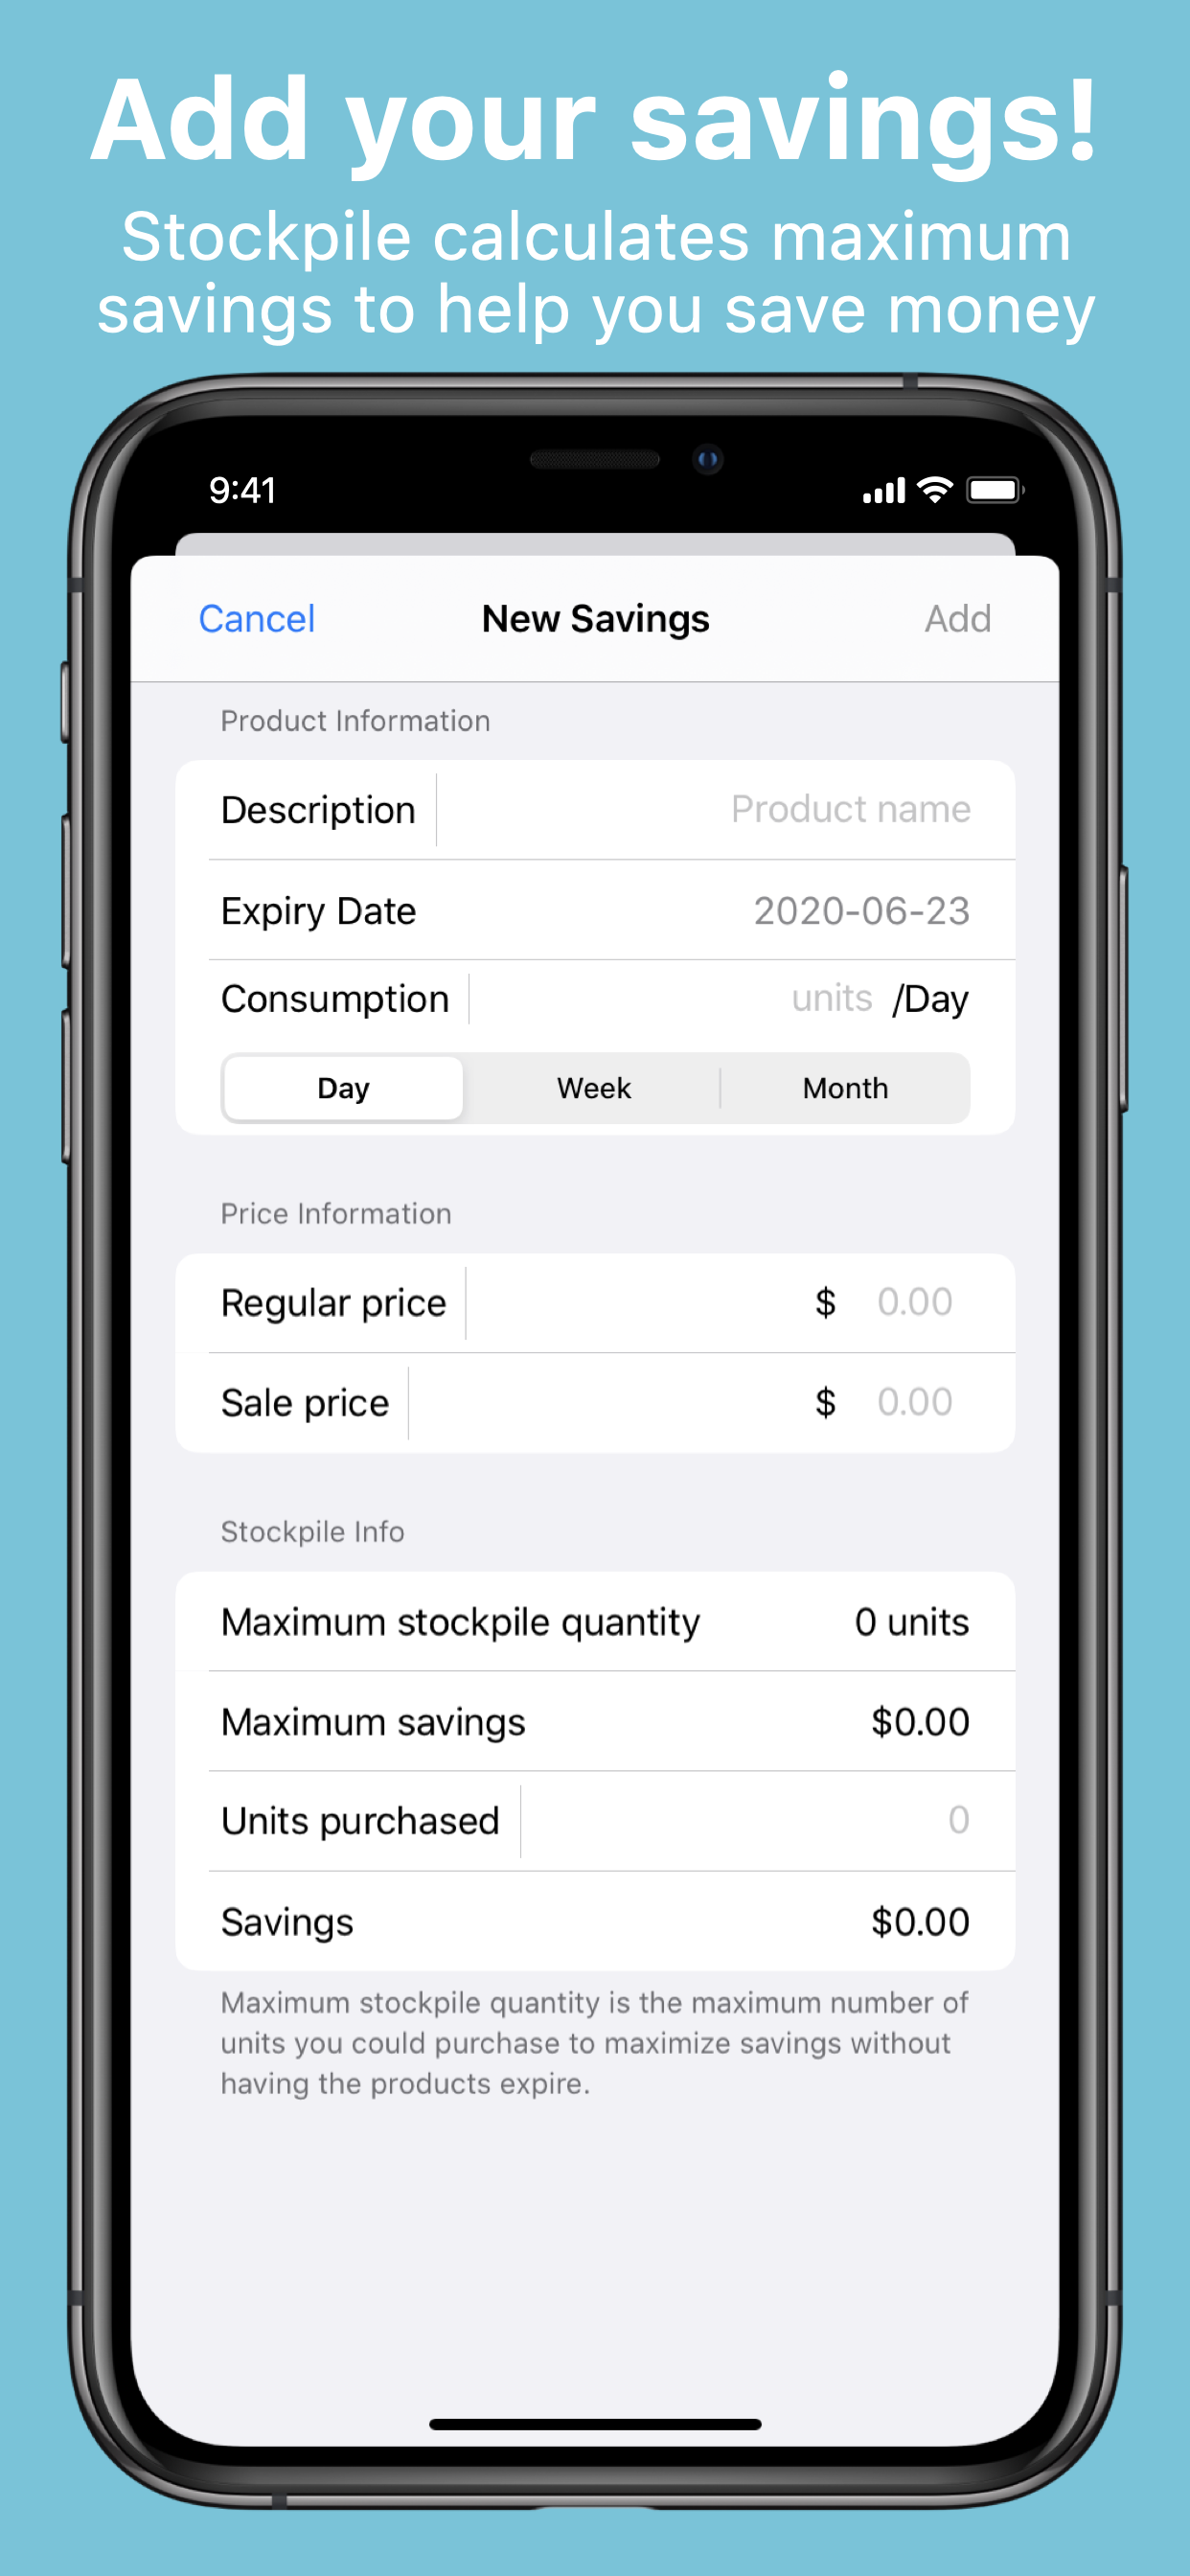 Add your savings!
Stockpile calculates maximum
savings to help you save money
9:41
Cancel New Savings Add
Product Information
Description Product name
Expiry Date 2020-06-23
Consumption units /Day
Day Week Month
Price Information
Regular price $ 0.00
Sale price $ 0.00
Stockpile Info
Maximum stockpile quantity 0 units
Maximum savings $0.00
Units purchased 0
Savings $0.00
Maximum stockpile quantity is the maximum number of
units you could purchase to maximize savings without
having the products expire.